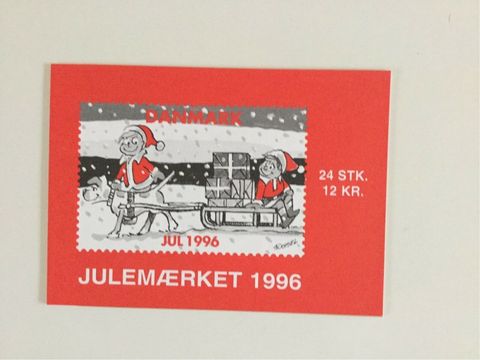 DANMARK
24 STK.
12 KR.
JUL 1996
JULEMÆRKET 1996